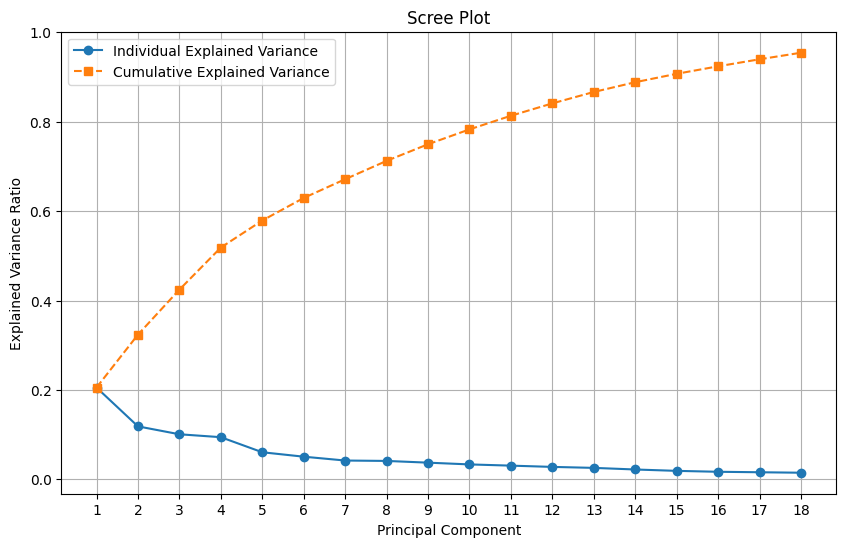 Scree Plot
Individual Explained Variance
Cumulative Explained Variance
Explained Variance Ratio
1.0
0.8
0.6
0.4
0.2
0.0
1 2 3 4 5 6 7 8 9 10 11 12 13 14 15 16 17 18
Principal Component